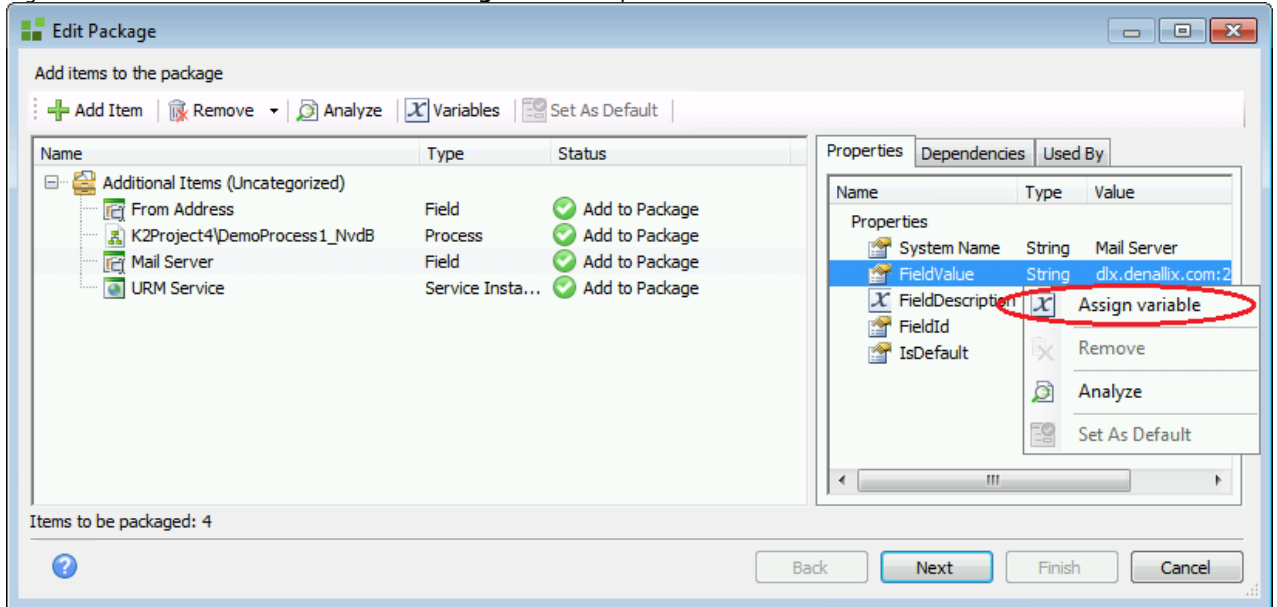 Edit Package
Add items to the package
Add Item Remove Analyze X Variables Set As Default
Name Type Status
Additional Items (Uncategorized)
From Address Field Add to Package
K2Project4\DemoProcess1_NvdB Process Add to Package
Mail Server Field Add to Package
URM Service Service Insta... Add to Package
Properties Dependencies Used By
Name Type Value
Properties
System Name String Mail Server
FieldValue String dlx.denallix.com:2
X FieldDescription
FieldId
IsDefault
X Assign variable
Remove
Analyze
Set As Default
Items to be packaged: 4
? Back Next Finish Cancel